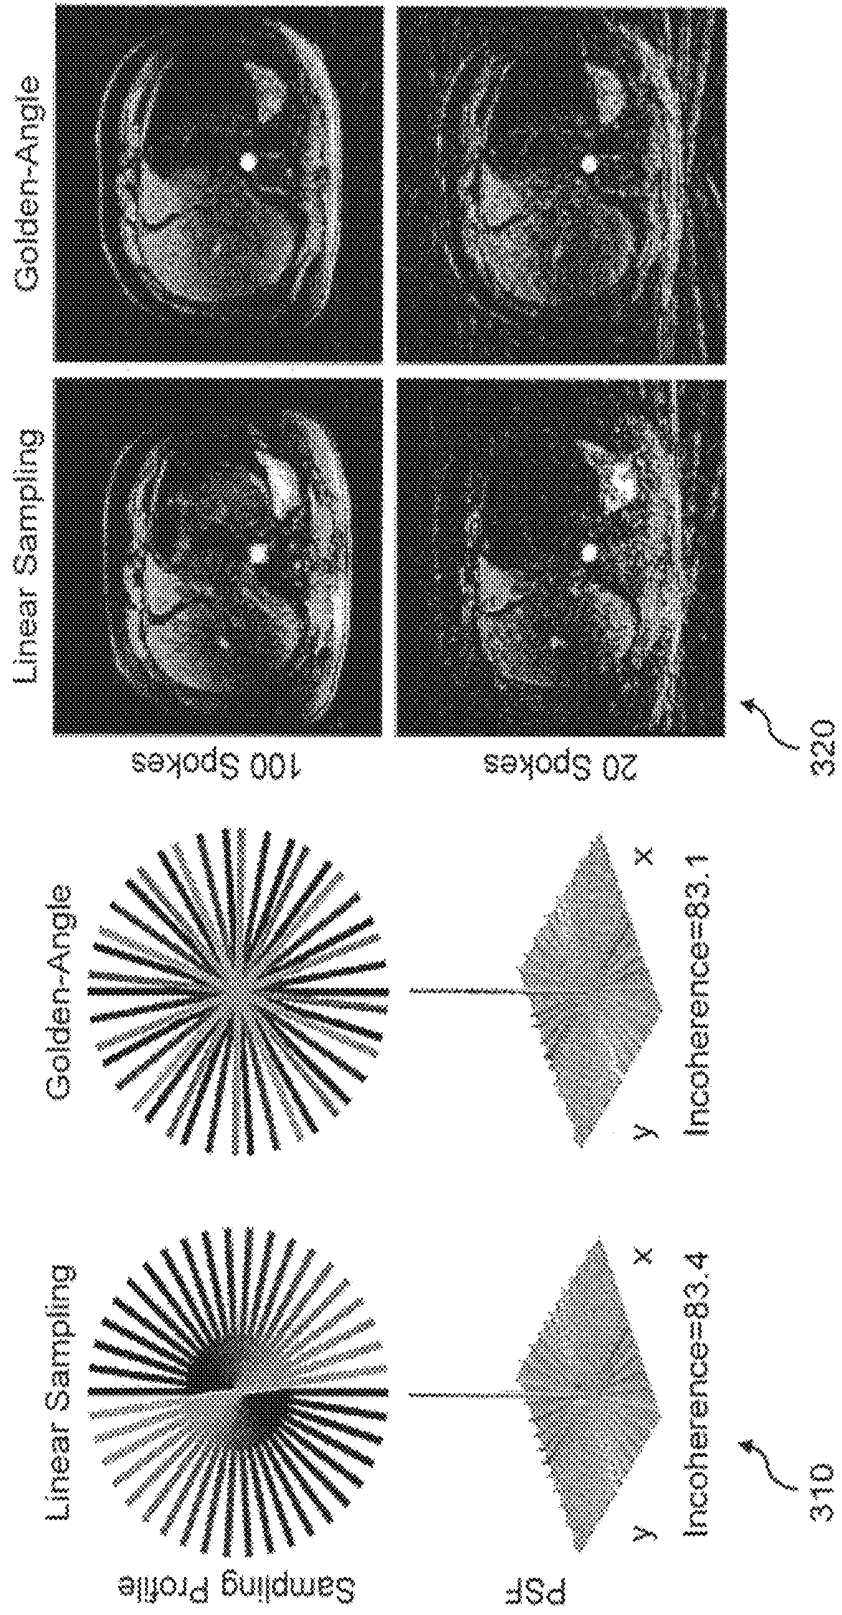 Linear Sampling
Golden-Angle
Sampling Profile
PSF
y
x
Incoherence=83.4
y
x
Incoherence=83.1
310
Linear Sampling
Golden-Angle
100 Spokes
20 Spokes
320